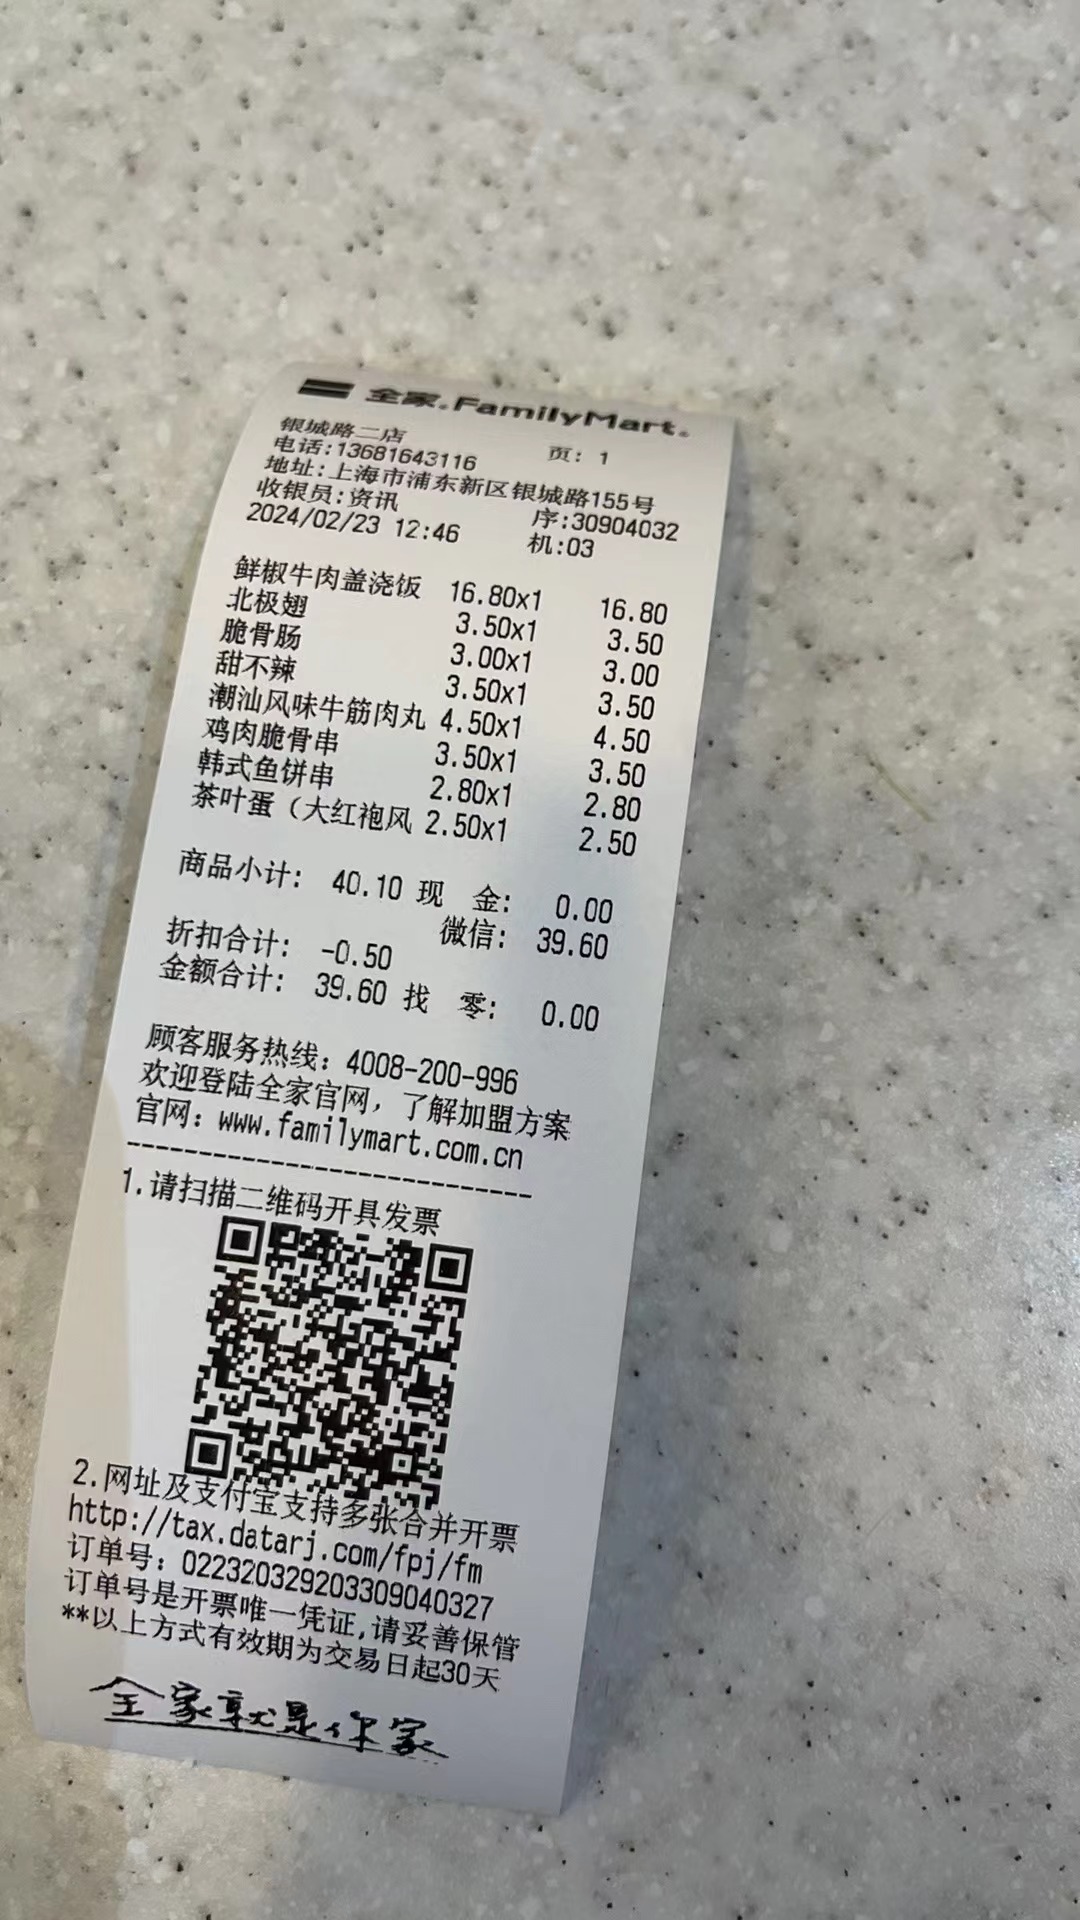 全家.FamilyMart.
银城路二店 页: 1
电话:13681643116
地址:上海市浦东新区银城路155号
收银员:资讯 序:30904032
2024/02/23 12:46 机:03
鲜椒牛肉盖浇饭 16.80x1 16.80
北极翅 3.50x1 3.50
脆骨肠 3.00x1 3.00
甜不辣 3.50x1 3.50
潮汕风味牛筋肉丸 4.50x1 4.50
鸡肉脆骨串 3.50x1 3.50
韩式鱼饼串 2.80x1 2.80
茶叶蛋（大红袍风 2.50x1 2.50
商品小计: 40.10 现 金: 0.00
微信: 39.60
折扣合计: -0.50
金额合计: 39.60 找 零: 0.00
顾客服务热线: 4008-200-996
欢迎登陆全家官网，了解加盟方案
官网: www.familymart.com.cn
1.请扫描二维码开具发票
2.网址及支付宝支持多张合并开票
http://tax.datarj.com/fpj/fm
订单号: 022320329203309040327
订单号是开票唯一凭证,请妥善保管
**以上方式有效期为交易日起30天
全家就是你家